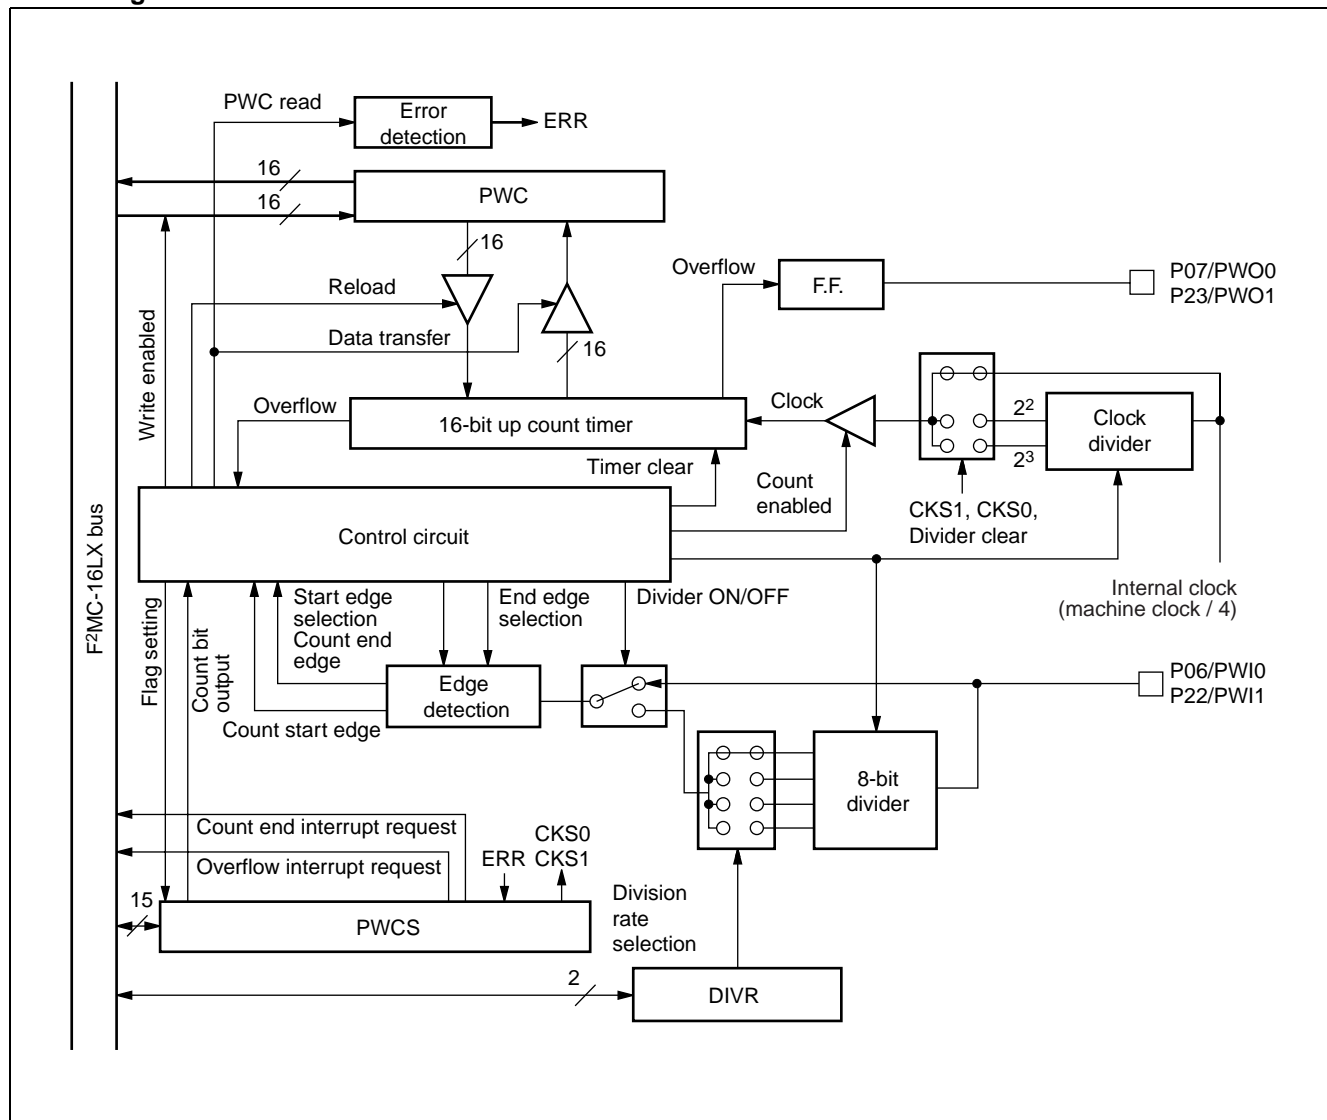 PWC read
Error
detection
ERR
16
PWC
16
16
Overflow
F.F.
P07/PWO0
P23/PWO1
Reload
Data transfer
16
Write enabled
Overflow
16-bit up count timer
Clock
2²
Clock
divider
2³
Timer clear
Count
enabled
CKS1, CKS0,
Divider clear
Control circuit
Internal clock
(machine clock / 4)
F²MC-16LX bus
Flag setting
Count bit
output
Start edge
selection
Count end
edge
End edge
selection
Divider ON/OFF
Edge
detection
P06/PWI0
P22/PWI1
Count start edge
8-bit
divider
Count end interrupt request
Overflow interrupt request
ERR
CKS0
CKS1
15
PWCS
Division
rate
selection
2
DIVR